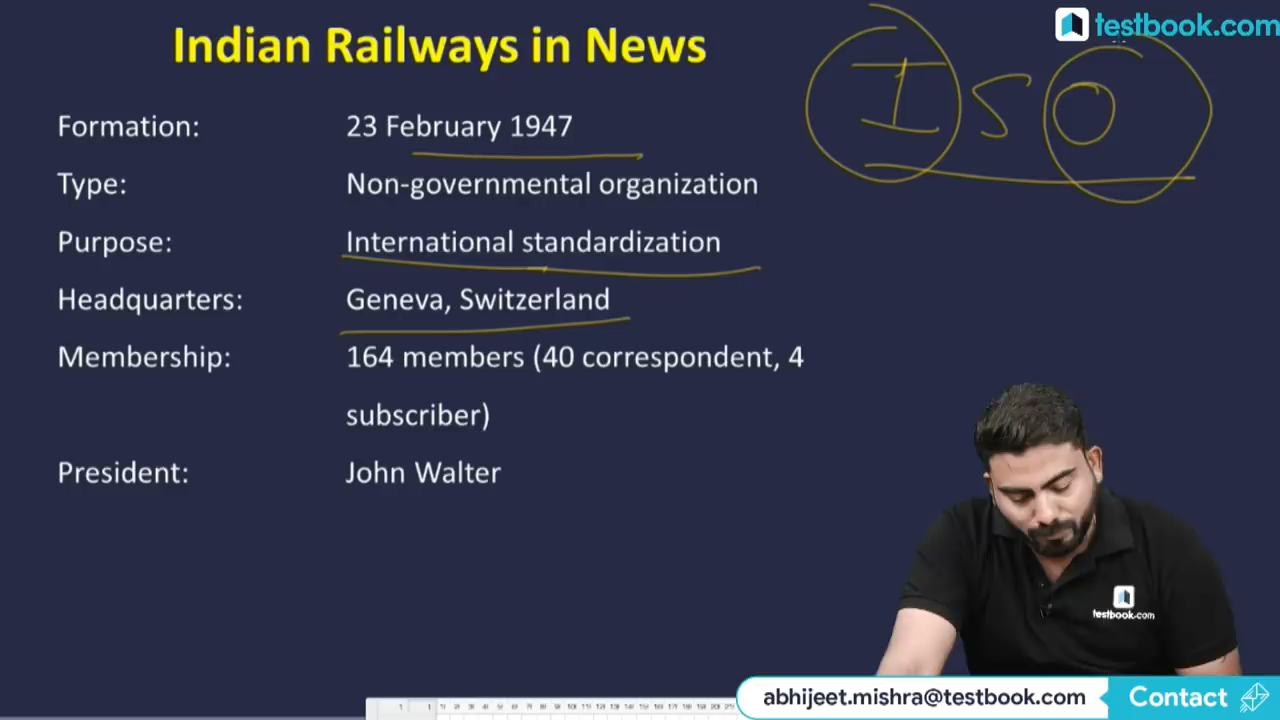 Indian Railways in News
testbook.com
ISO
Formation: 23 February 1947
Type: Non-governmental organization
Purpose: International standardization
Headquarters: Geneva, Switzerland
Membership: 164 members (40 correspondent, 4
subscriber)
President: John Walter
testbook.com
abhijeet.mishra@testbook.com
Contact